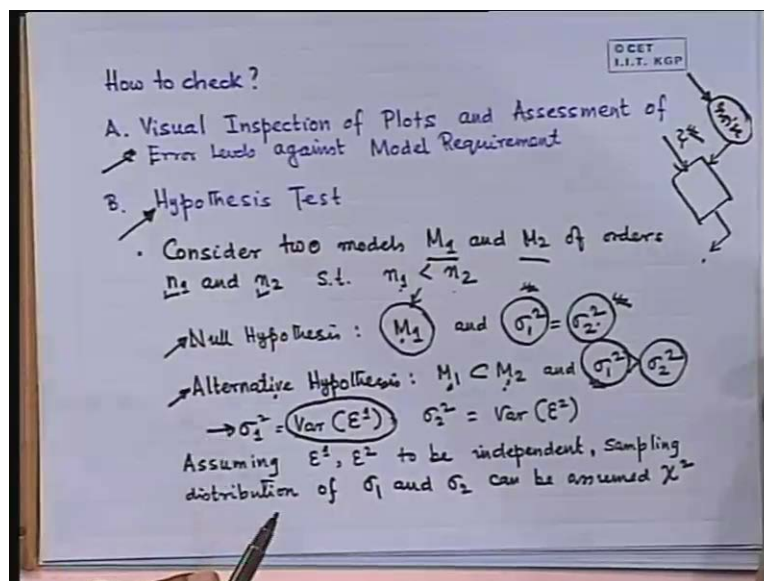 © CET
I.I.T. KGP
How to check?
A. Visual Inspection of Plots and Assessment of
Error Levels against Model Requirement
B. Hypothesis Test
· Consider two models M1 and M2 of orders
n1 and n2 s.t. n1 < n2
Null Hypothesis : M1 and σ1² = σ2²
Alternative Hypothesis : M1 ⊂ M2 and σ1² > σ2²
→ σ1² = Var (ε¹) σ2² = Var (ε²)
Assuming ε¹, ε² to be independent, sampling
distribution of σ1 and σ2 can be assumed χ²